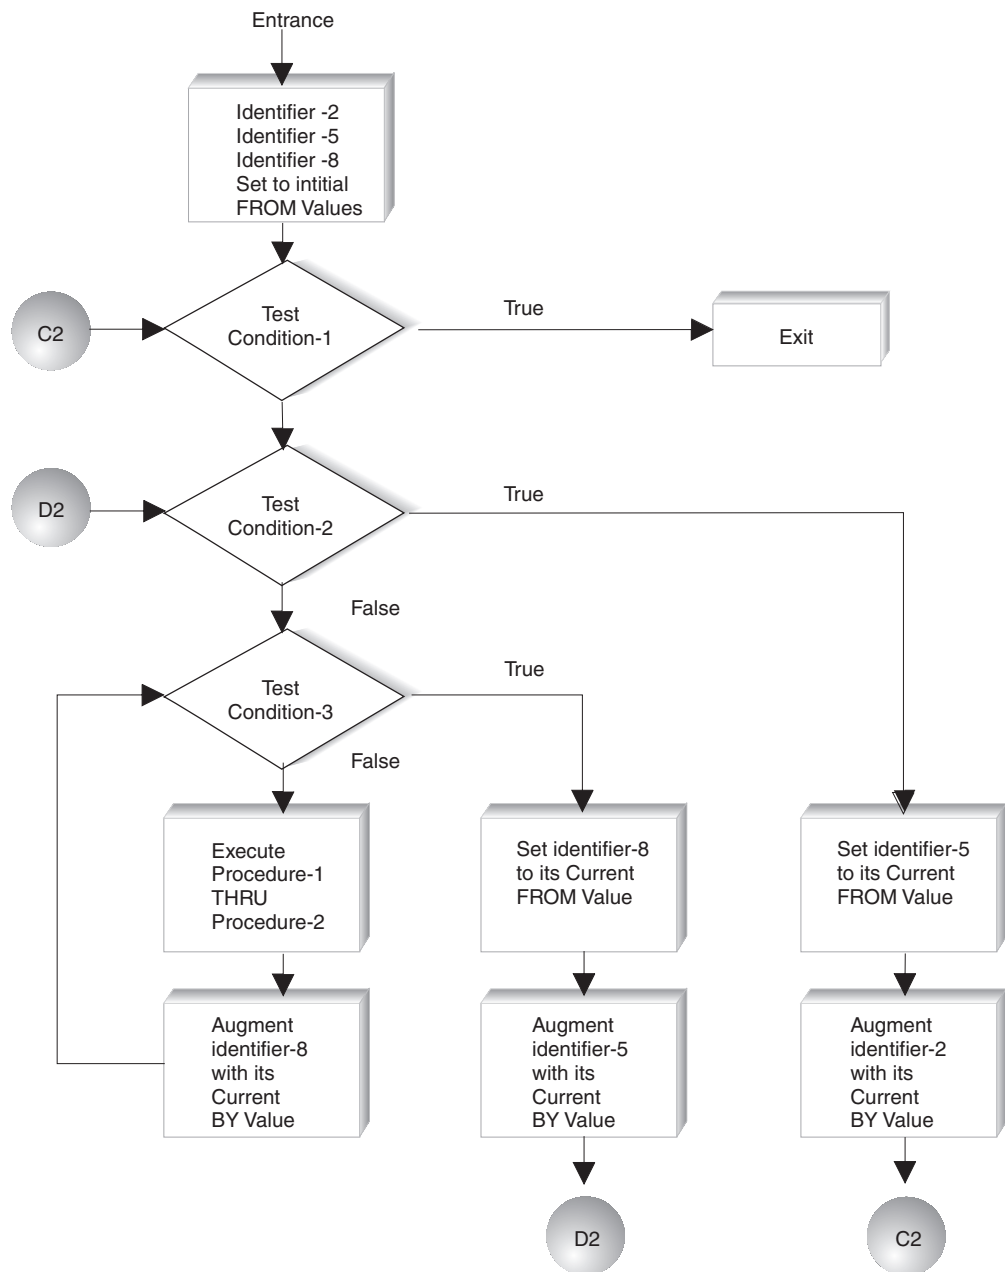 Entrance
Identifier -2
Identifier -5
Identifier -8
Set to intitial
FROM Values
C2
Test
Condition-1
True
Exit
D2
Test
Condition-2
True
False
Test
Condition-3
True
False
Execute
Procedure-1
THRU
Procedure-2
Set identifier-8
to its Current
FROM Value
Set identifier-5
to its Current
FROM Value
Augment
identifier-8
with its
Current
BY Value
Augment
identifier-5
with its
Current
BY Value
Augment
identifier-2
with its
Current
BY Value
D2
C2